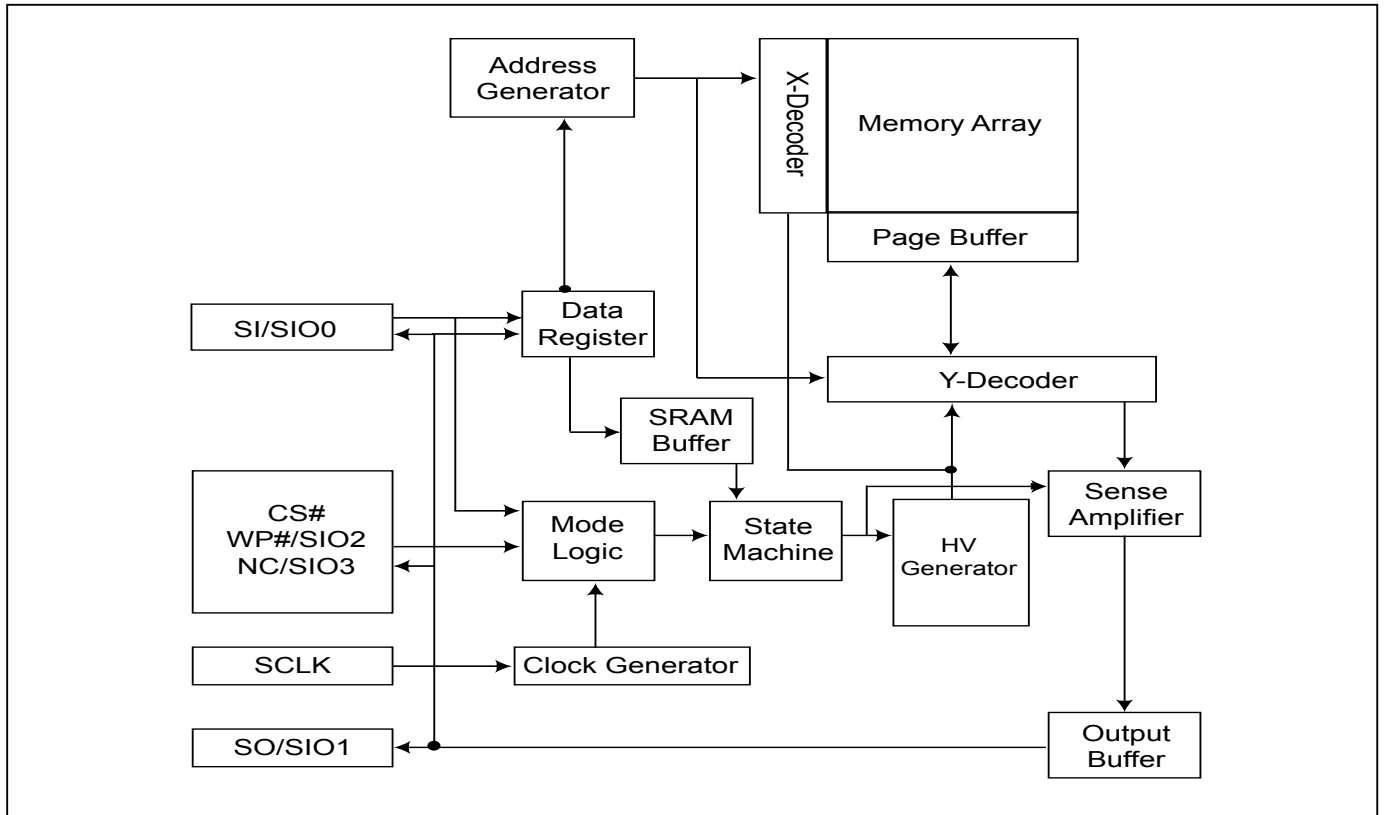 Address
Generator
X-Decoder
Memory Array
Page Buffer
SI/SIO0
Data
Register
Y-Decoder
SRAM
Buffer
CS#
WP#/SIO2
NC/SIO3
Mode
Logic
State
Machine
HV
Generator
Sense
Amplifier
SCLK
Clock Generator
SO/SIO1
Output
Buffer